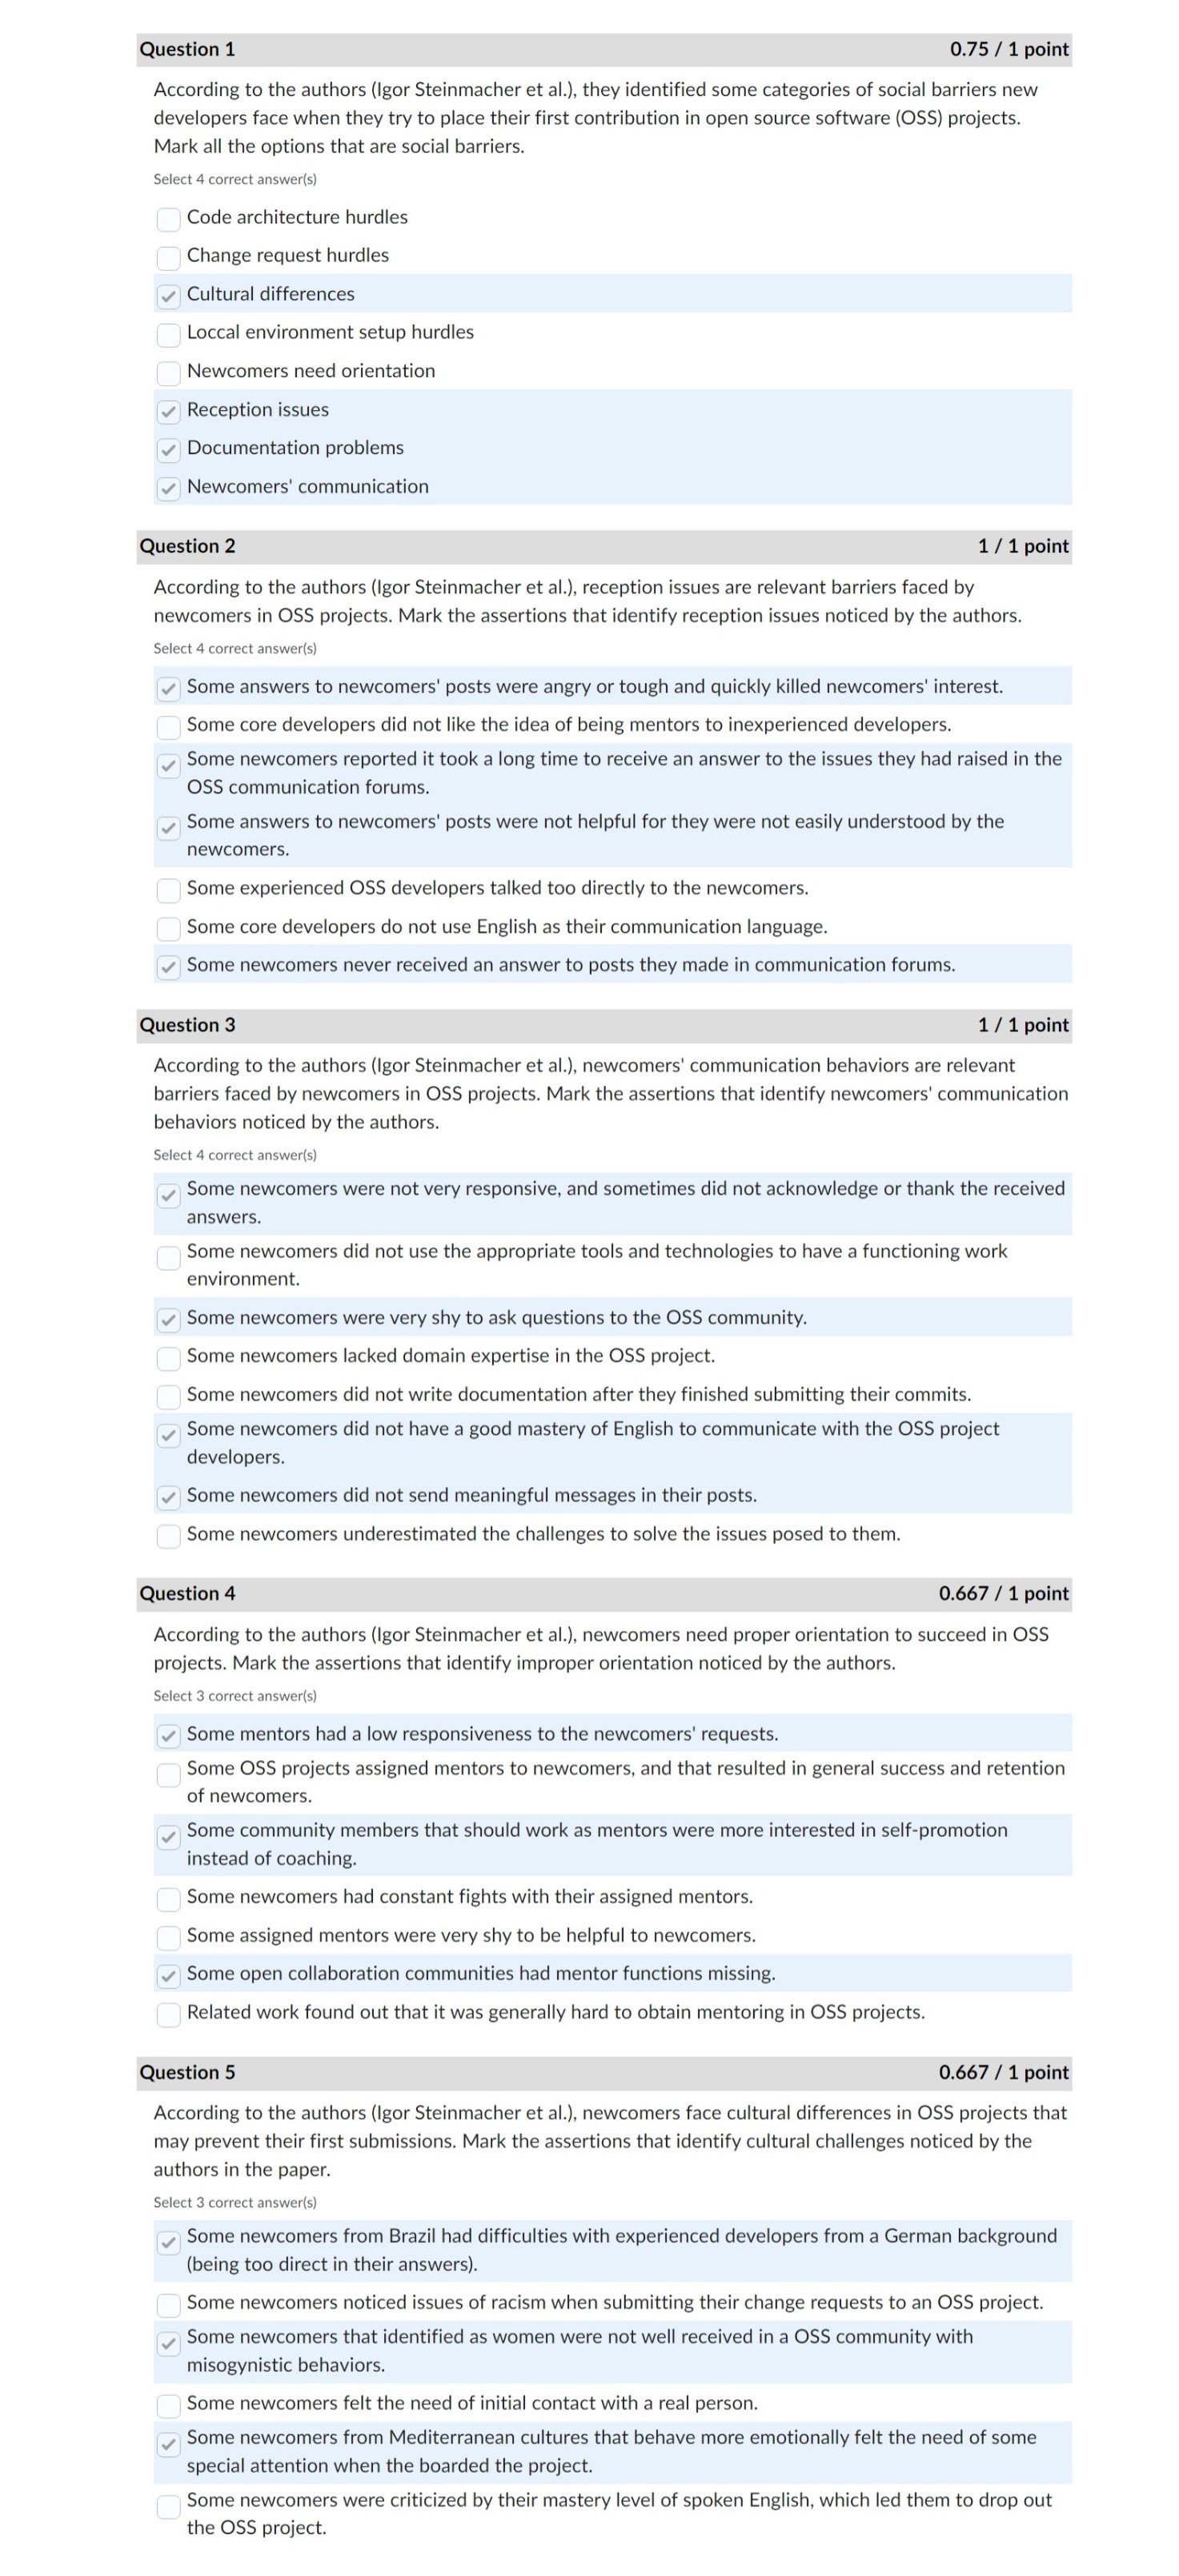 Question 1 0.75 / 1 point
According to the authors (Igor Steinmacher et al.), they identified some categories of social barriers new
developers face when they try to place their first contribution in open source software (OSS) projects.
Mark all the options that are social barriers.
Select 4 correct answer(s)
Code architecture hurdles
Change request hurdles
Cultural differences
Loccal environment setup hurdles
Newcomers need orientation
Reception issues
Documentation problems
Newcomers' communication
Question 2 1 / 1 point
According to the authors (Igor Steinmacher et al.), reception issues are relevant barriers faced by
newcomers in OSS projects. Mark the assertions that identify reception issues noticed by the authors.
Select 4 correct answer(s)
Some answers to newcomers' posts were angry or tough and quickly killed newcomers' interest.
Some core developers did not like the idea of being mentors to inexperienced developers.
Some newcomers reported it took a long time to receive an answer to the issues they had raised in the
OSS communication forums.
Some answers to newcomers' posts were not helpful for they were not easily understood by the
newcomers.
Some experienced OSS developers talked too directly to the newcomers.
Some core developers do not use English as their communication language.
Some newcomers never received an answer to posts they made in communication forums.
Question 3 1 / 1 point
According to the authors (Igor Steinmacher et al.), newcomers' communication behaviors are relevant
barriers faced by newcomers in OSS projects. Mark the assertions that identify newcomers' communication
behaviors noticed by the authors.
Select 4 correct answer(s)
Some newcomers were not very responsive, and sometimes did not acknowledge or thank the received
answers.
Some newcomers did not use the appropriate tools and technologies to have a functioning work
environment.
Some newcomers were very shy to ask questions to the OSS community.
Some newcomers lacked domain expertise in the OSS project.
Some newcomers did not write documentation after they finished submitting their commits.
Some newcomers did not have a good mastery of English to communicate with the OSS project
developers.
Some newcomers did not send meaningful messages in their posts.
Some newcomers underestimated the challenges to solve the issues posed to them.
Question 4 0.667 / 1 point
According to the authors (Igor Steinmacher et al.), newcomers need proper orientation to succeed in OSS
projects. Mark the assertions that identify improper orientation noticed by the authors.
Select 3 correct answer(s)
Some mentors had a low responsiveness to the newcomers' requests.
Some OSS projects assigned mentors to newcomers, and that resulted in general success and retention
of newcomers.
Some community members that should work as mentors were more interested in self-promotion
instead of coaching.
Some newcomers had constant fights with their assigned mentors.
Some assigned mentors were very shy to be helpful to newcomers.
Some open collaboration communities had mentor functions missing.
Related work found out that it was generally hard to obtain mentoring in OSS projects.
Question 5 0.667 / 1 point
According to the authors (Igor Steinmacher et al.), newcomers face cultural differences in OSS projects that
may prevent their first submissions. Mark the assertions that identify cultural challenges noticed by the
authors in the paper.
Select 3 correct answer(s)
Some newcomers from Brazil had difficulties with experienced developers from a German background
(being too direct in their answers).
Some newcomers noticed issues of racism when submitting their change requests to an OSS project.
Some newcomers that identified as women were not well received in a OSS community with
misogynistic behaviors.
Some newcomers felt the need of initial contact with a real person.
Some newcomers from Mediterranean cultures that behave more emotionally felt the need of some
special attention when the boarded the project.
Some newcomers were criticized by their mastery level of spoken English, which led them to drop out
the OSS project.